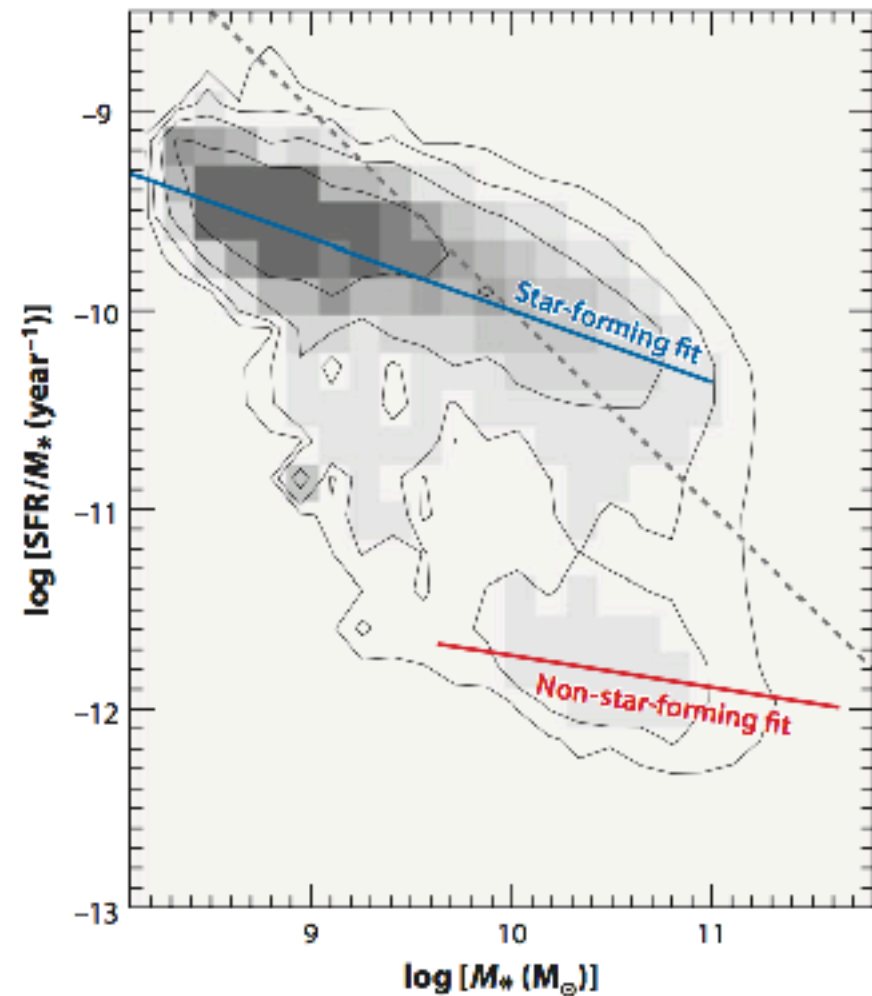 −9
−10
−11
−12
−13
log [SFR/M* (year⁻¹)]
Star-forming fit
Non-star-forming fit
9
10
11
log [M* (M⊙)]